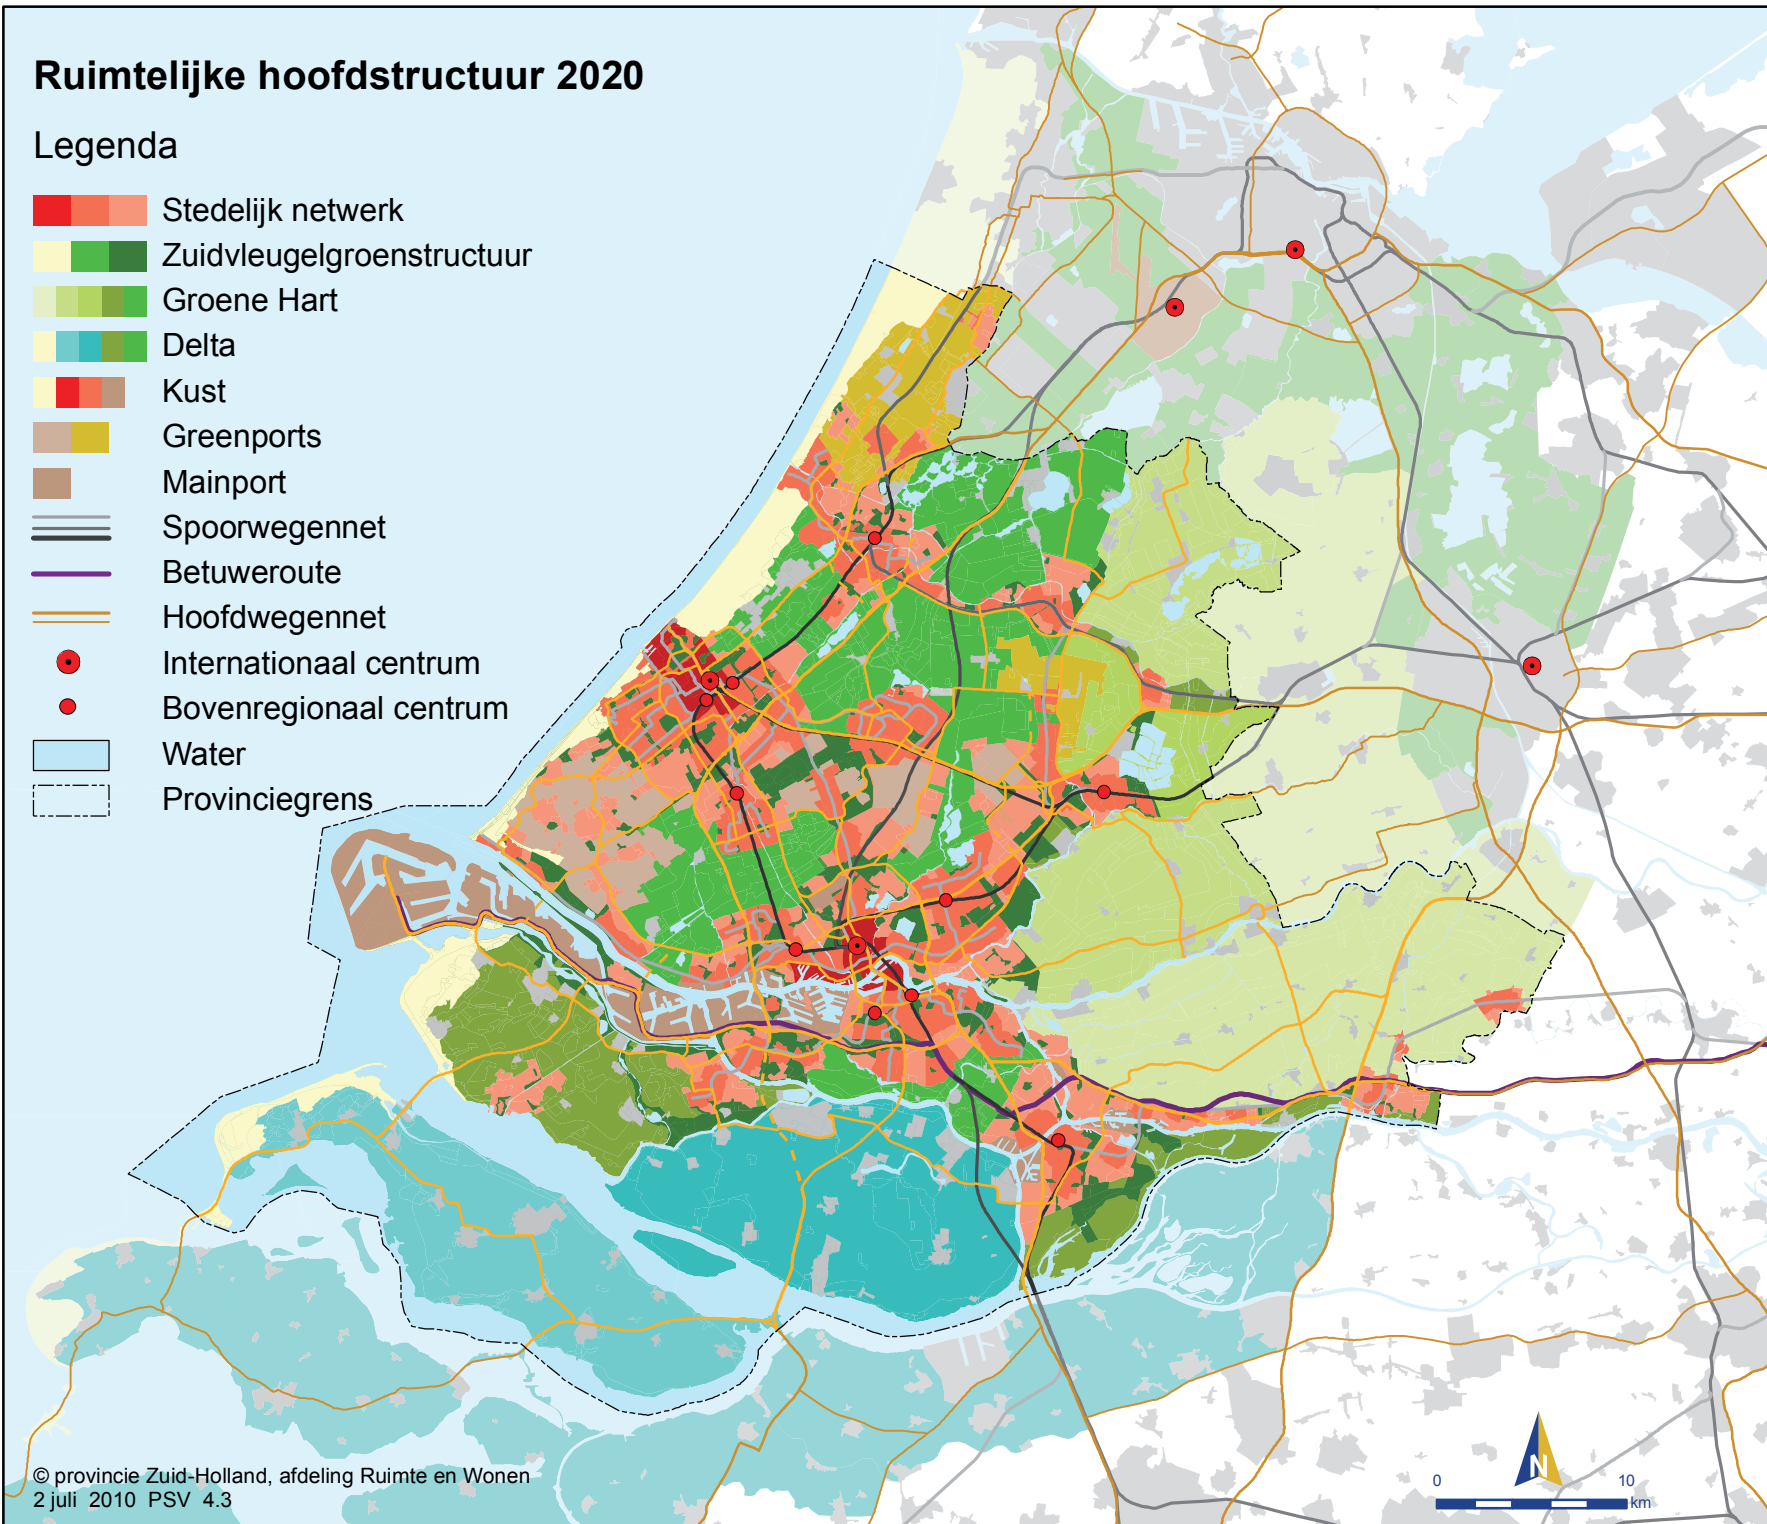 Ruimtelijke hoofdstructuur 2020
Legenda
Stedelijk netwerk
Zuidvleugelgroenstructuur
Groene Hart
Delta
Kust
Greenports
Mainport
Spoorwegennet
Betuweroute
Hoofdwegennet
Internationaal centrum
Bovenregionaal centrum
Water
Provinciegrens
© provincie Zuid-Holland, afdeling Ruimte en Wonen
2 juli 2010 PSV 4.3
N
0 10
km